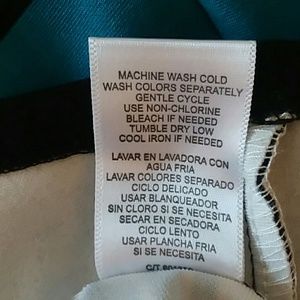 MACHINE WASH COLD
WASH COLORS SEPARATELY
GENTLE CYCLE
USE NON-CHLORINE
BLEACH IF NEEDED
TUMBLE DRY LOW
COOL IRON IF NEEDED
LAVAR EN LAVADORA CON
AGUA FRIA
LAVAR COLORES SEPARADO
CICLO DELICADO
USAR BLANQUEADOR
SIN CLORO SI SE NECESITA
SECAR EN SECADORA
CICLO LENTO
USAR PLANCHA FRIA
SI SE NECESITA